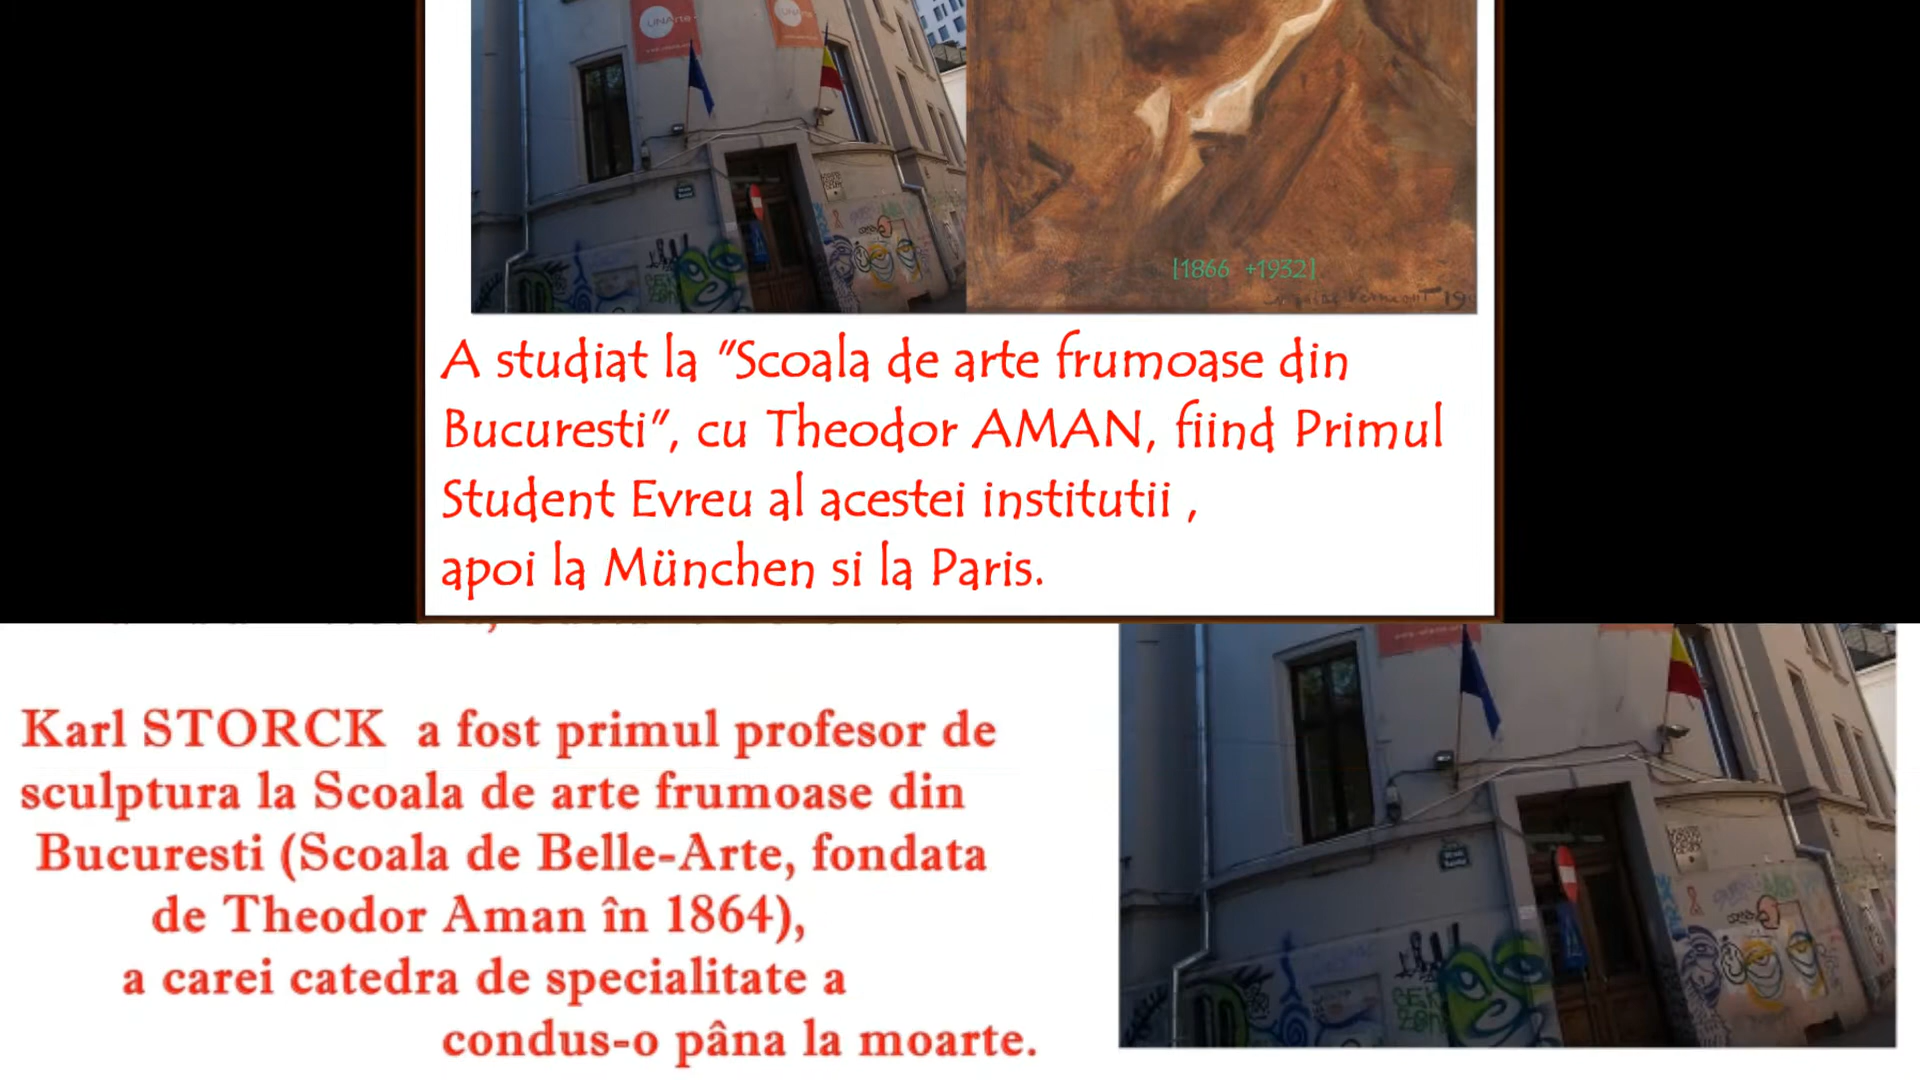 UNArte
[1866 +1932]
A studiat la "Scoala de arte frumoase din
Bucuresti", cu Theodor AMAN, fiind Primul
Student Evreu al acestei institutii ,
apoi la München si la Paris.
Karl STORCK a fost primul profesor de
sculptura la Scoala de arte frumoase din
Bucuresti (Scoala de Belle-Arte, fondata
de Theodor Aman în 1864),
a carei catedra de specialitate a
condus-o pâna la moarte.